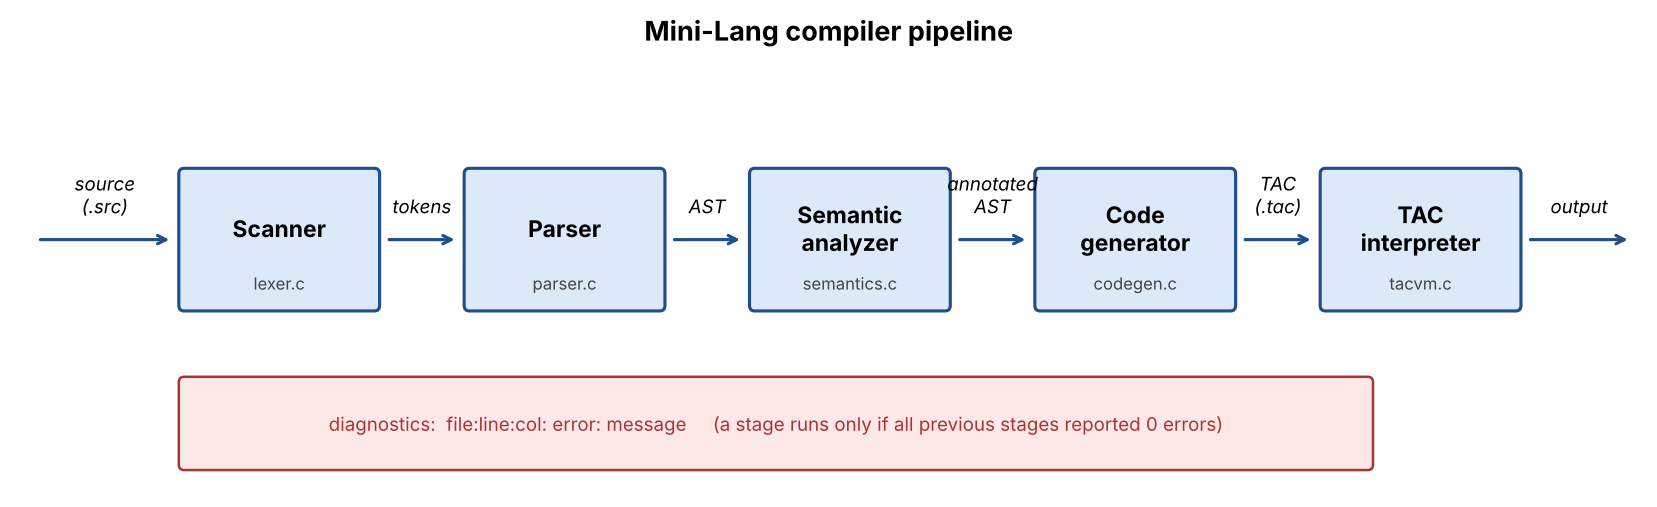 Mini-Lang compiler pipeline
source
(.src)
Scanner
lexer.c
tokens
Parser
parser.c
AST
Semantic
analyzer
semantics.c
annotated
AST
Code
generator
codegen.c
TAC
(.tac)
TAC
interpreter
tacvm.c
output
diagnostics:  file:line:col: error: message     (a stage runs only if all previous stages reported 0 errors)